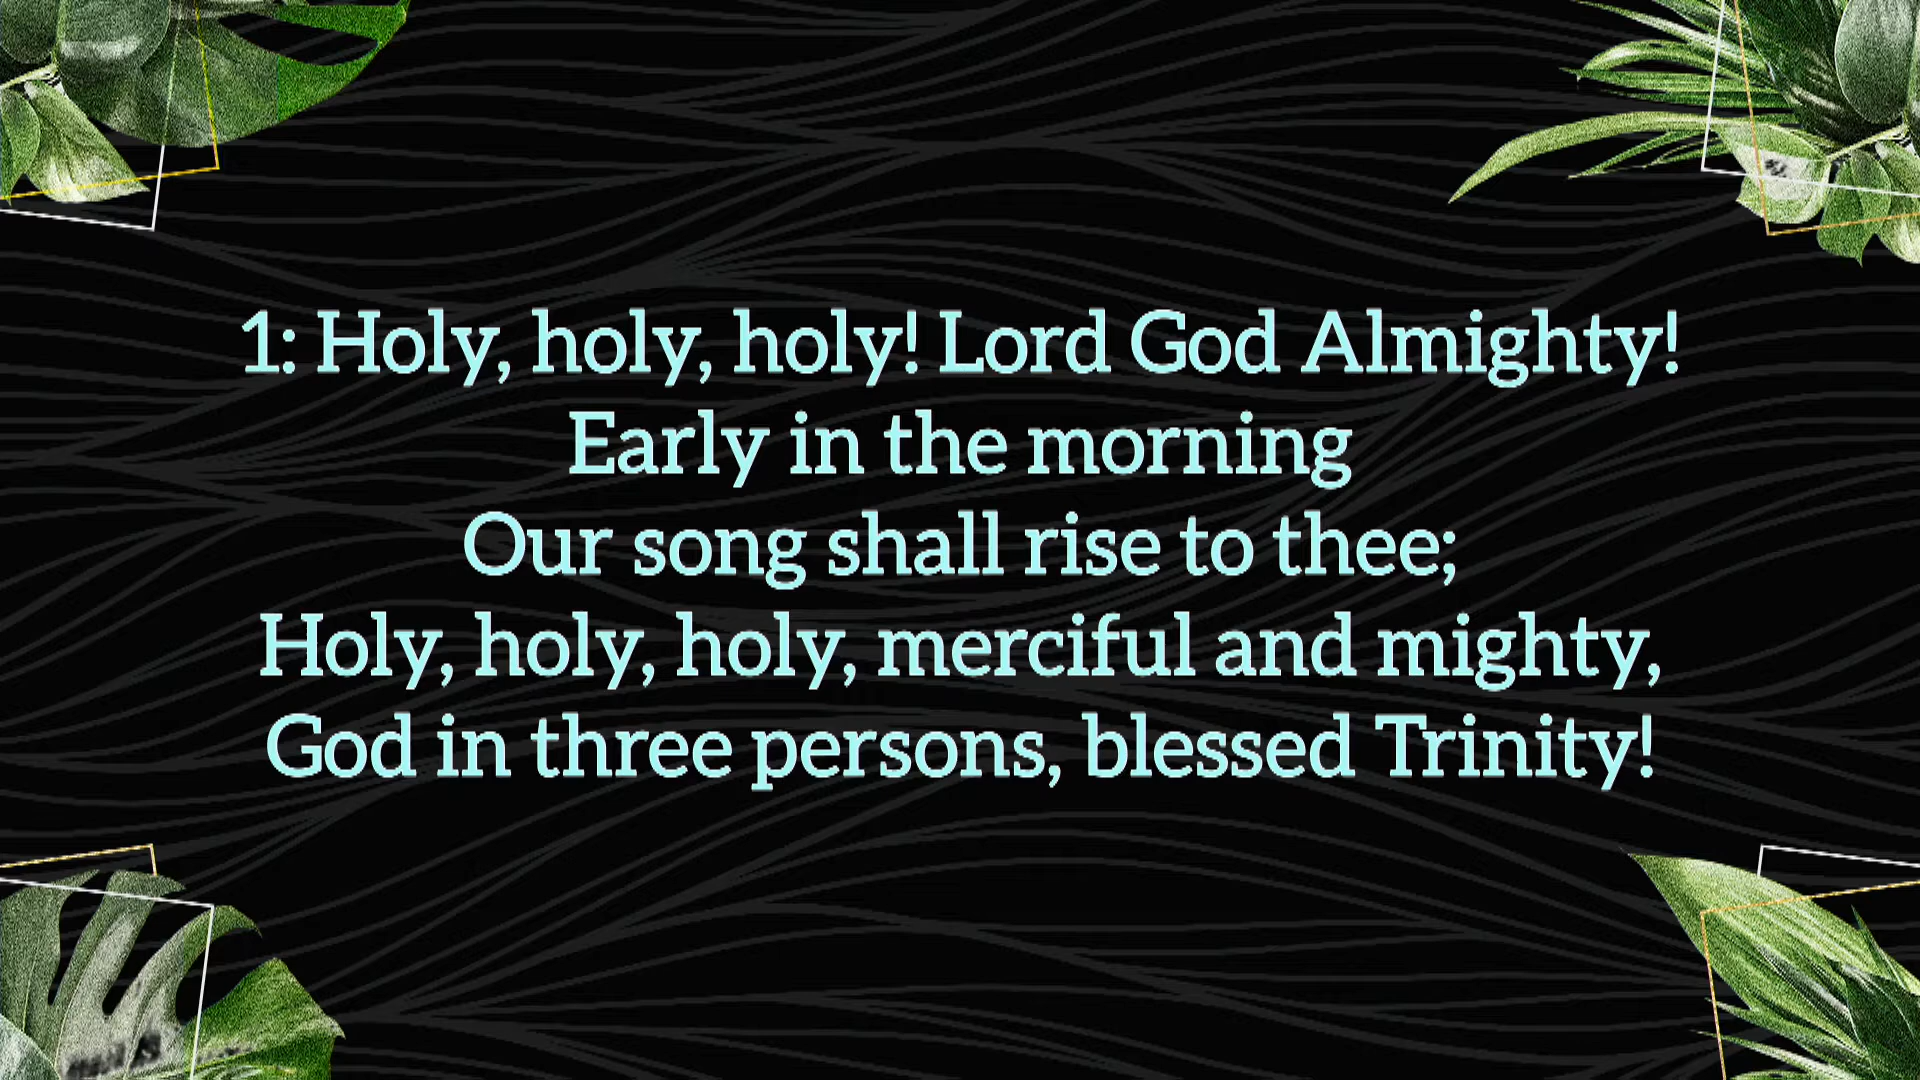 1: Holy, holy, holy! Lord God Almighty!
Early in the morning
Our song shall rise to thee;
Holy, holy, holy, merciful and mighty,
God in three persons, blessed Trinity!